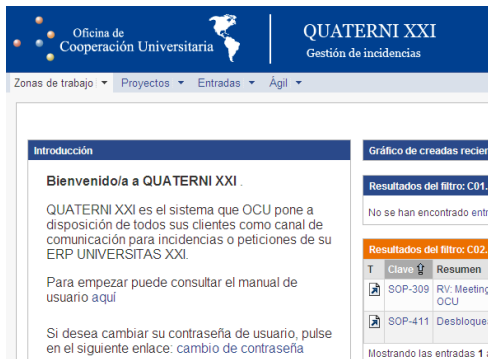 Oficina de
Cooperación Universitaria
QUATERNI XXI
Gestión de incidencias
Zonas de trabajo Proyectos Entradas Ágil
Introducción
Bienvenido/a a QUATERNI XXI .
QUATERNI XXI es el sistema que OCU pone a
disposición de todos sus clientes como canal de
comunicación para incidencias o peticiones de su
ERP UNIVERSITAS XXI.
Para empezar puede consultar el manual de
usuario aquí
Si desea cambiar su contraseña de usuario, pulse
en el siguiente enlace: cambio de contraseña
Gráfico de creadas recien
Resultados del filtro: C01.
No se han encontrado entr
Resultados del filtro: C02.
T Clave Resumen
SOP-309 RV: Meeting
OCU
SOP-411 Desbloque
Mostrando las entradas 1